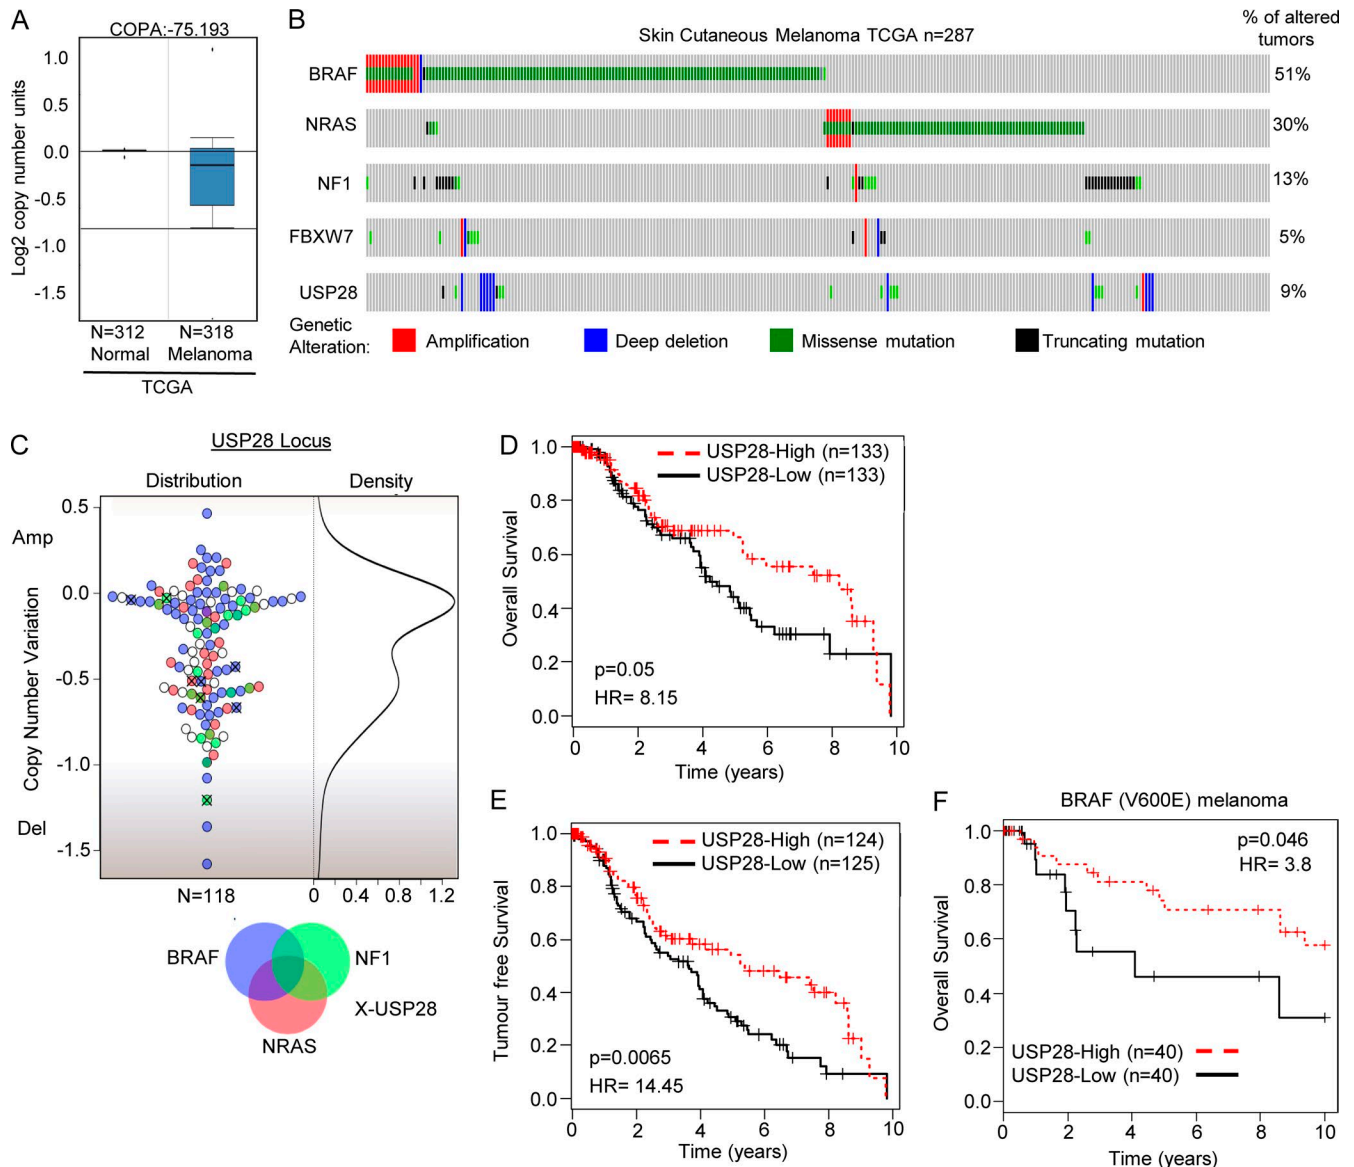 A
COPA:-75.193
Log2 copy number units
1.0
0.5
0.0
-0.5
-1.0
-1.5
N=312 N=318
Normal Melanoma
TCGA
B
Skin Cutaneous Melanoma TCGA n=287
% of altered
tumors
BRAF 51%
NRAS 30%
NF1 13%
FBXW7 5%
USP28 9%
Genetic
Alteration:
Amplification Deep deletion Missense mutation Truncating mutation
C
USP28 Locus
Distribution Density
Copy Number Variation
Amp
Del
0.5
0.0
-0.5
-1.0
-1.5
N=118 0 0.4 0.8 1.2
BRAF NF1
X-USP28
NRAS
D
USP28-High (n=133)
USP28-Low (n=133)
Overall Survival
1.0
0.8
0.6
0.4
0.2
0.0
p=0.05
HR= 8.15
0 2 4 6 8 10
Time (years)
E
USP28-High (n=124)
USP28-Low (n=125)
Tumour free Survival
1.0
0.8
0.6
0.4
0.2
0.0
p=0.0065
HR= 14.45
0 2 4 6 8 10
Time (years)
F
BRAF (V600E) melanoma
p=0.046
HR= 3.8
Overall Survival
1.0
0.8
0.6
0.4
0.2
0.0
USP28-High (n=40)
USP28-Low (n=40)
0 2 4 6 8 10
Time (years)